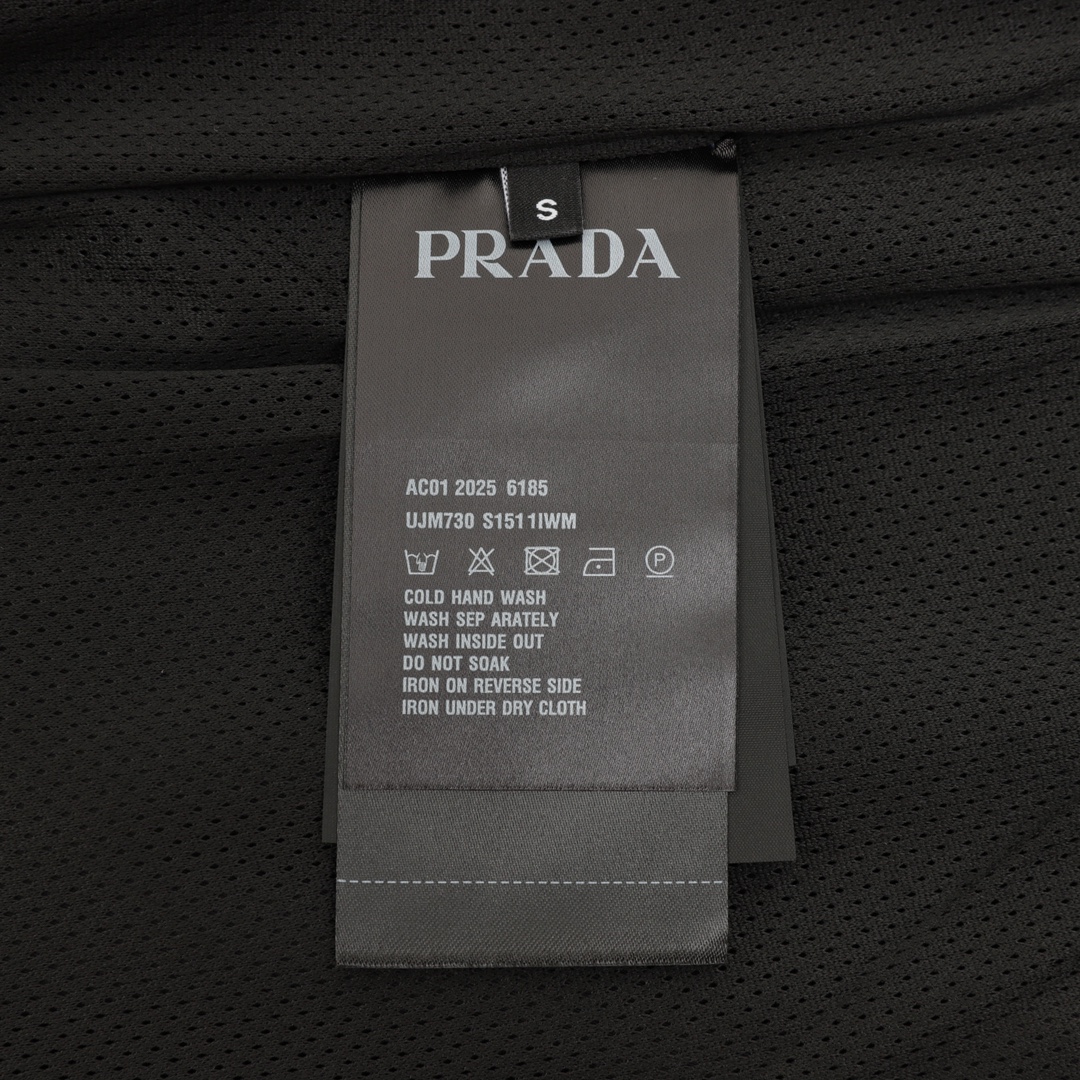 S
PRADA
AC01 2025 6185
UJM730 S1511IWM
P
COLD HAND WASH
WASH SEP ARATELY
WASH INSIDE OUT
DO NOT SOAK
IRON ON REVERSE SIDE
IRON UNDER DRY CLOTH